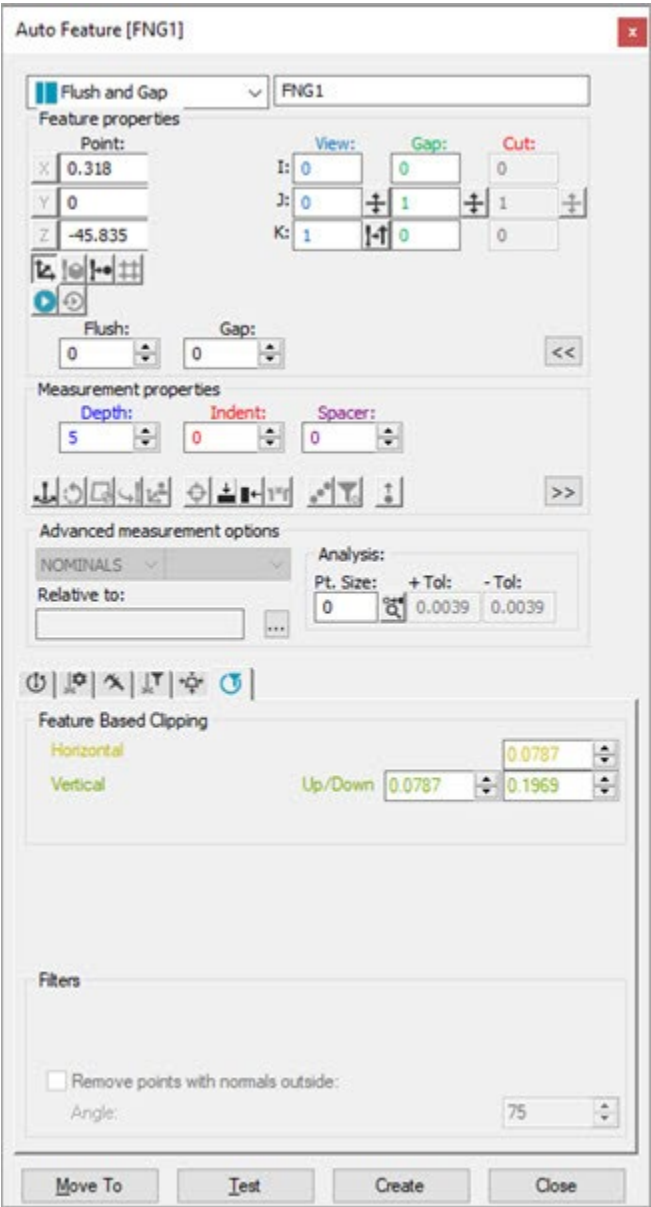 Auto Feature [FNG1]
x
Flush and Gap FNG1
Feature properties
Point: View: Gap: Cut:
X 0.318 I: 0 0 0
Y 0 J: 0 1 1
Z -45.835 K: 1 0 0
Flush: Gap:
0 0 <<
Measurement properties
Depth: Indent: Spacer:
5 0 0
>>
Advanced measurement options
NOMINALS Analysis:
Pt. Size: + Tol: - Tol:
Relative to: 0 0.0039 0.0039
...
Feature Based Clipping
Horizontal 0.0787
Vertical Up/Down 0.0787 0.1969
Filters
Remove points with normals outside:
Angle: 75
Move To Test Create Close